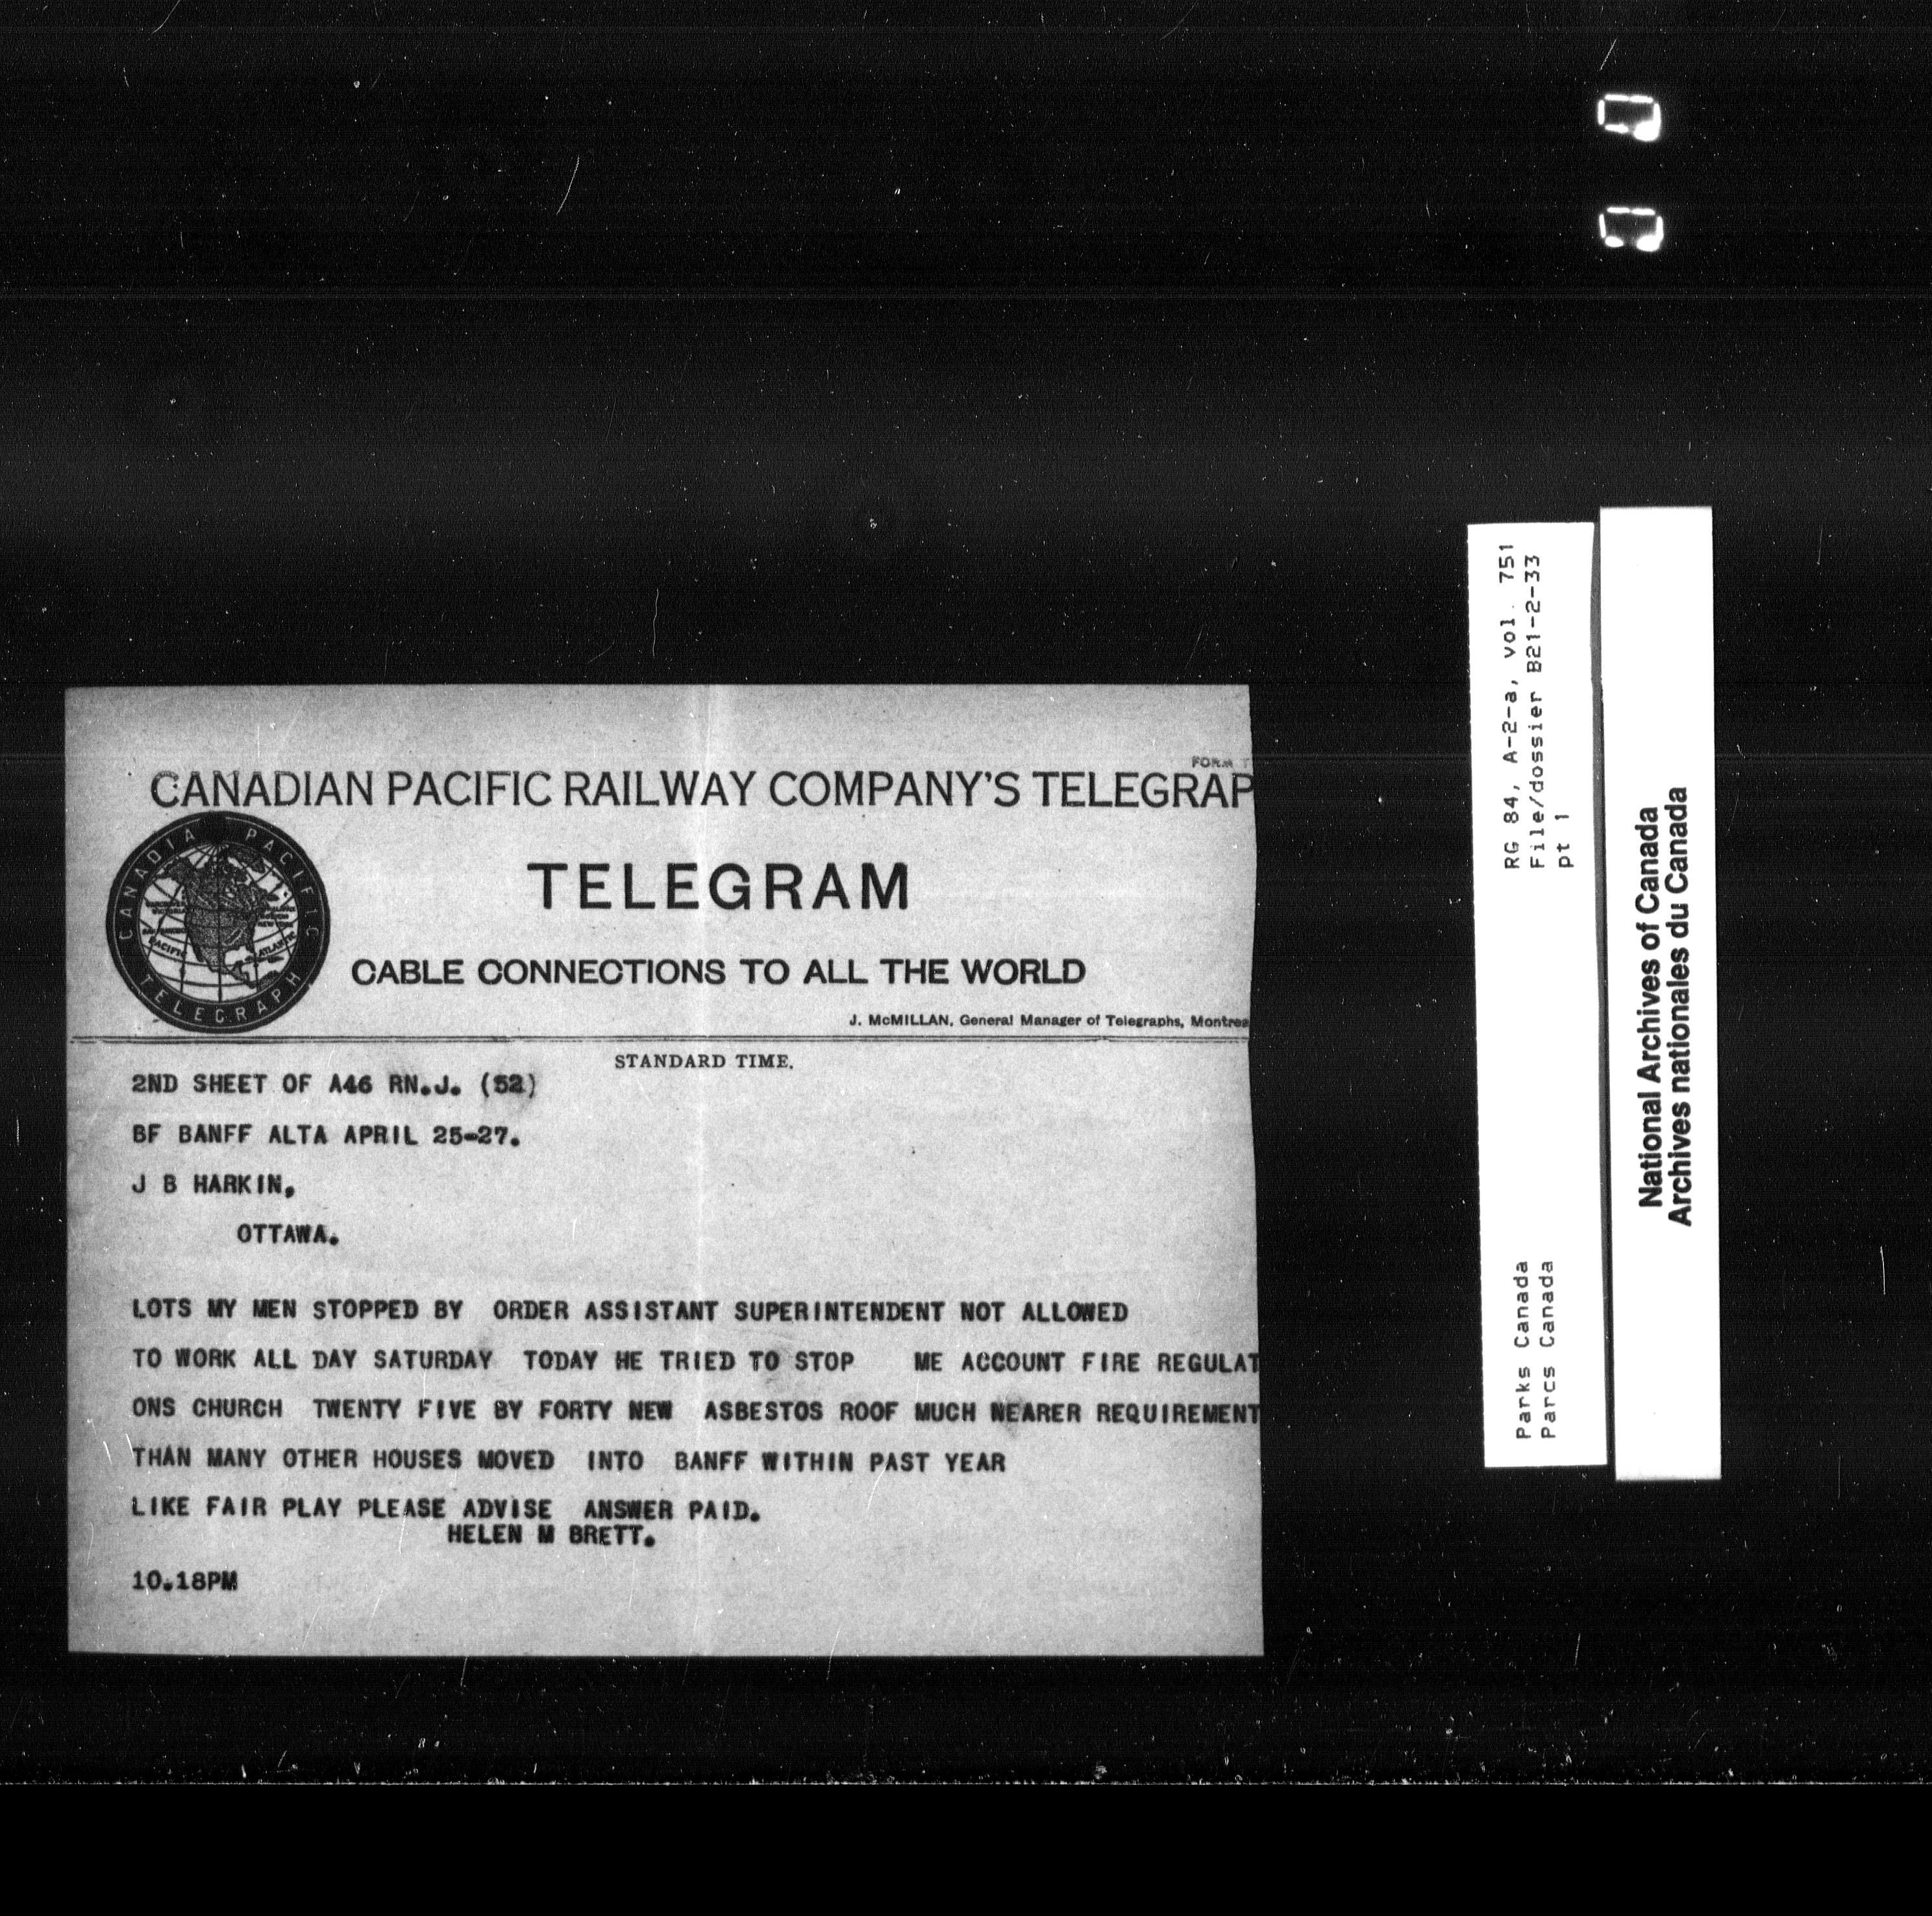 FORM T
CANADIAN PACIFIC RAILWAY COMPANY'S TELEGRAP
CANADIA PACIFIC
TELEGRAPH
PACIFIC
ATLANTIC
TELEGRAM
CABLE CONNECTIONS TO ALL THE WORLD
J. McMILLAN, General Manager of Telegraphs, Montrea
STANDARD TIME.
2ND SHEET OF A46 RN.J. (52)
BF BANFF ALTA APRIL 25-27.
J B HARKIN,
OTTAWA.
LOTS MY MEN STOPPED BY ORDER ASSISTANT SUPERINTENDENT NOT ALLOWED
TO WORK ALL DAY SATURDAY TODAY HE TRIED TO STOP ME ACCOUNT FIRE REGULAT
ONS CHURCH TWENTY FIVE BY FORTY NEW ASBESTOS ROOF MUCH NEARER REQUIREMENT
THAN MANY OTHER HOUSES MOVED INTO BANFF WITHIN PAST YEAR
LIKE FAIR PLAY PLEASE ADVISE ANSWER PAID.
HELEN M BRETT.
10.18PM
RG 84, A-2-a, vol. 751
File/dossier B21-2-33
pt 1
Parks Canada
Parcs Canada
National Archives of Canada
Archives nationales du Canada